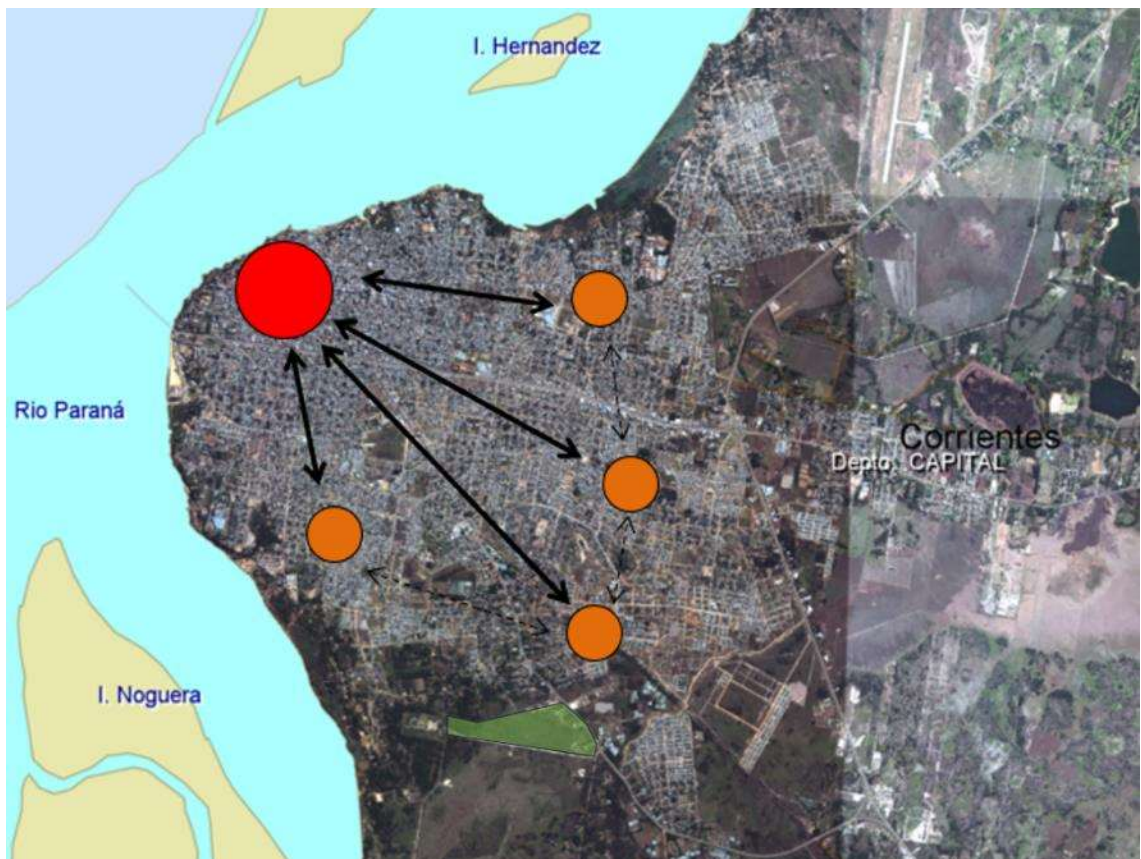 I. Hernandez
Rio Paraná
Corrientes
Depto. CAPITAL
I. Noguera